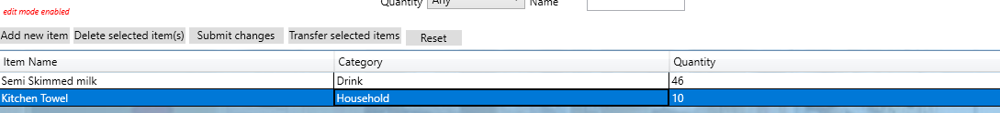 Quantity Any Name
edit mode enabled
Add new item Delete selected item(s) Submit changes Transfer selected items Reset
Item Name Category Quantity
Semi Skimmed milk Drink 46
Kitchen Towel Household 10